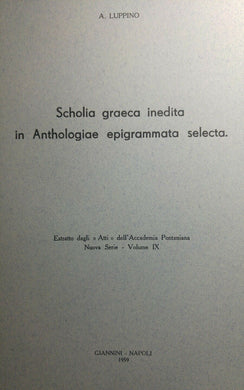 A. LUPPINO
Scholia graeca inedita
in Anthologiae epigrammata selecta.
Estratto dagli « Atti » dell'Accademia Pontaniana
Nuova Serie - Volume IX
GIANNINI - NAPOLI
1959